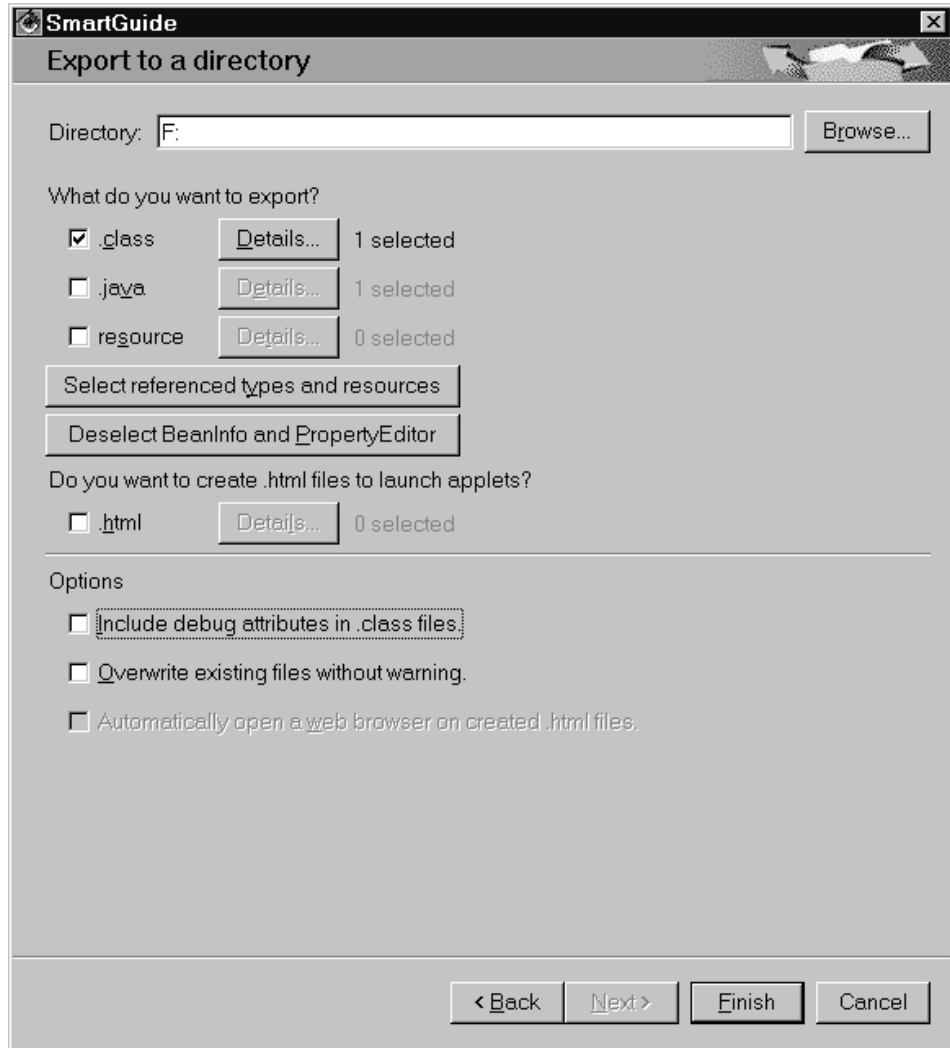 SmartGuide
Export to a directory
Directory: F: Browse...
What do you want to export?
.class Details... 1 selected
.java Details... 1 selected
resource Details... 0 selected
Select referenced types and resources
Deselect BeanInfo and PropertyEditor
Do you want to create .html files to launch applets?
.html Details... 0 selected
Options
Include debug attributes in .class files.
Overwrite existing files without warning.
Automatically open a web browser on created .html files.
< Back Next > Finish Cancel